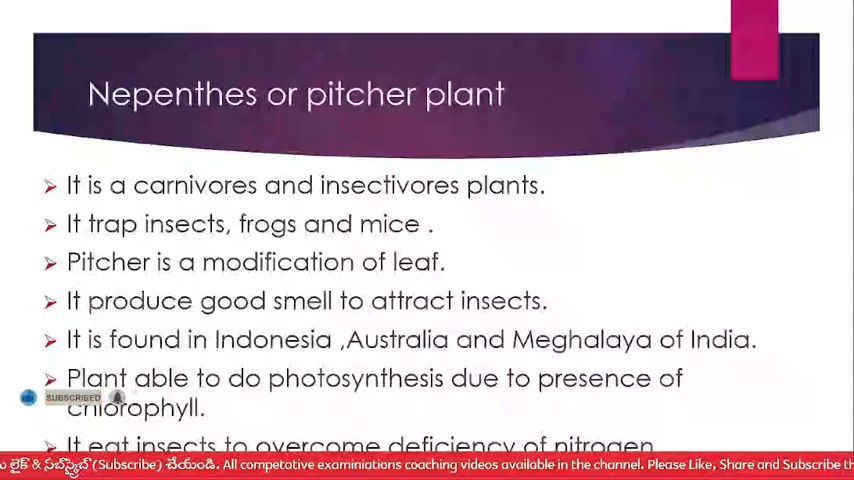 Nepenthes or pitcher plant
It is a carnivores and insectivores plants.
It trap insects, frogs and mice .
Pitcher is a modification of leaf.
It produce good smell to attract insects.
It is found in Indonesia ,Australia and Meghalaya of India.
Plant able to do photosynthesis due to presence of
SUBSCRIBED
chlorophyll.
It eat insects to overcome deficiency of nitrogen
లైక్ & సబ్స్క్రైబ్ (Subscribe) చేయండి. All competative examiniations coaching videos available in the channel. Please Like, Share and Subscribe